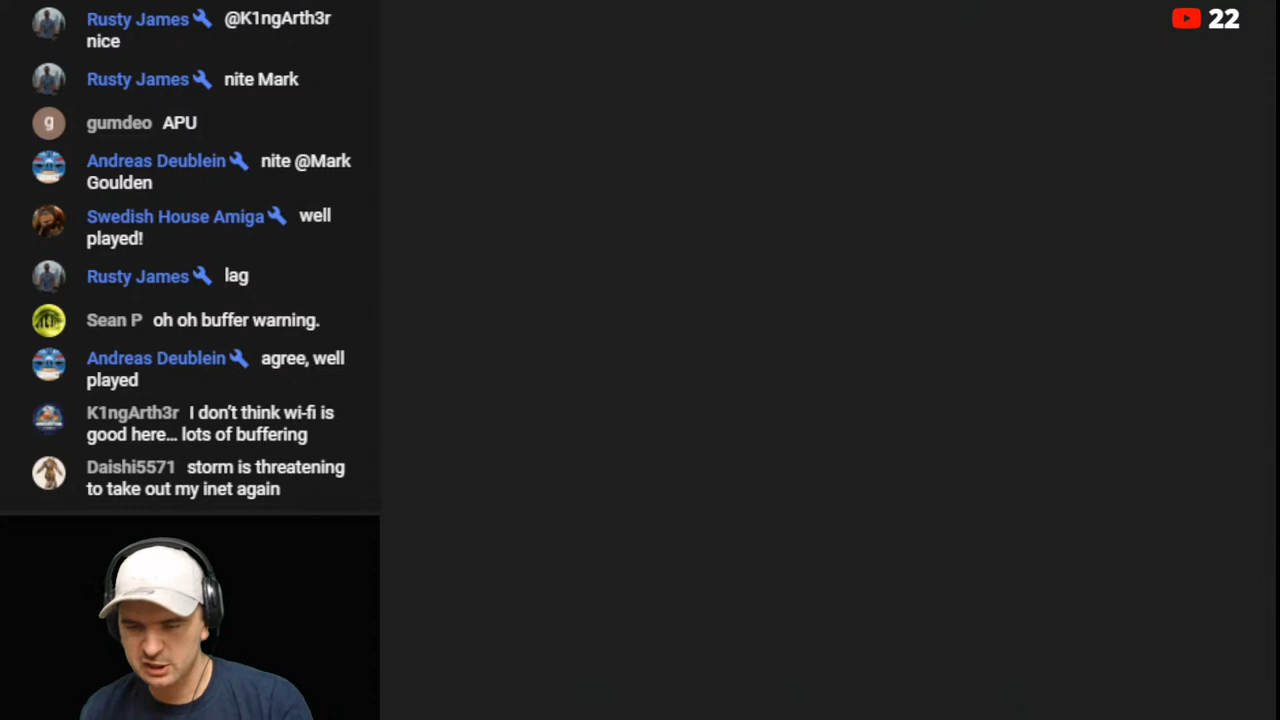 Rusty James @K1ngArth3r
nice
Rusty James nite Mark
g gumdeo APU
Andreas Deublein nite @Mark
Goulden
Swedish House Amiga well
played!
Rusty James lag
Sean P oh oh buffer warning.
Andreas Deublein agree, well
played
K1ngArth3r I don't think wi-fi is
good here... lots of buffering
Daishi5571 storm is threatening
to take out my inet again
22